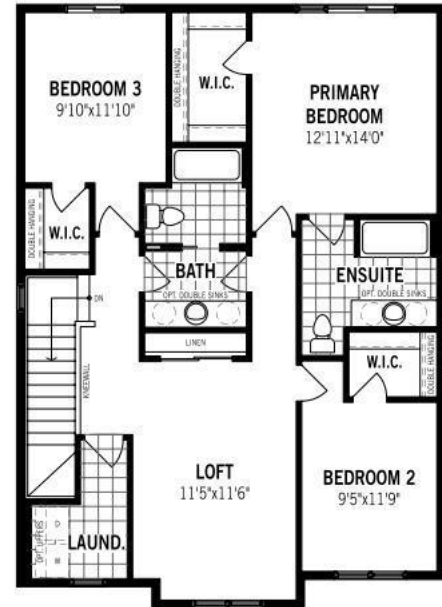 BEDROOM 3
9'10"x11'10"
DOUBLE HANGING
W.I.C.
PRIMARY
BEDROOM
12'11"x14'0"
DOUBLE HANGING
W.I.C.
BATH
OPT. DOUBLE SINKS
ENSUITE
OPT. DOUBLE SINKS
DN
KNEEWALL
LINEN
W.I.C.
DOUBLE HANGING
LOFT
11'5"x11'6"
BEDROOM 2
9'5"x11'9"
OPT. UPPERS
LAUND.